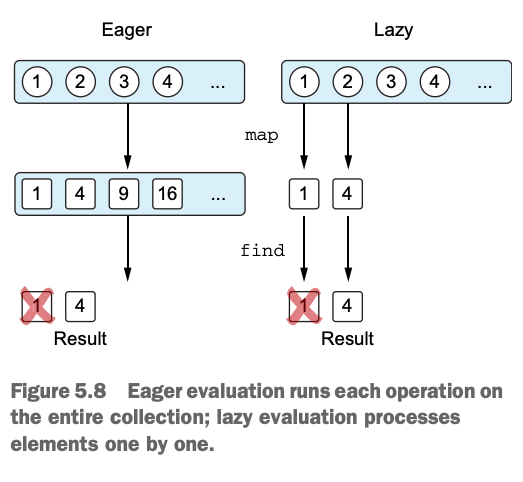 Eager Lazy
1 2 3 4 ... 1 2 3 4 ...
map
1 4 9 16 ... 1 4
find
1 4 1 4
Result Result
Figure 5.8 Eager evaluation runs each operation on
the entire collection; lazy evaluation processes
elements one by one.